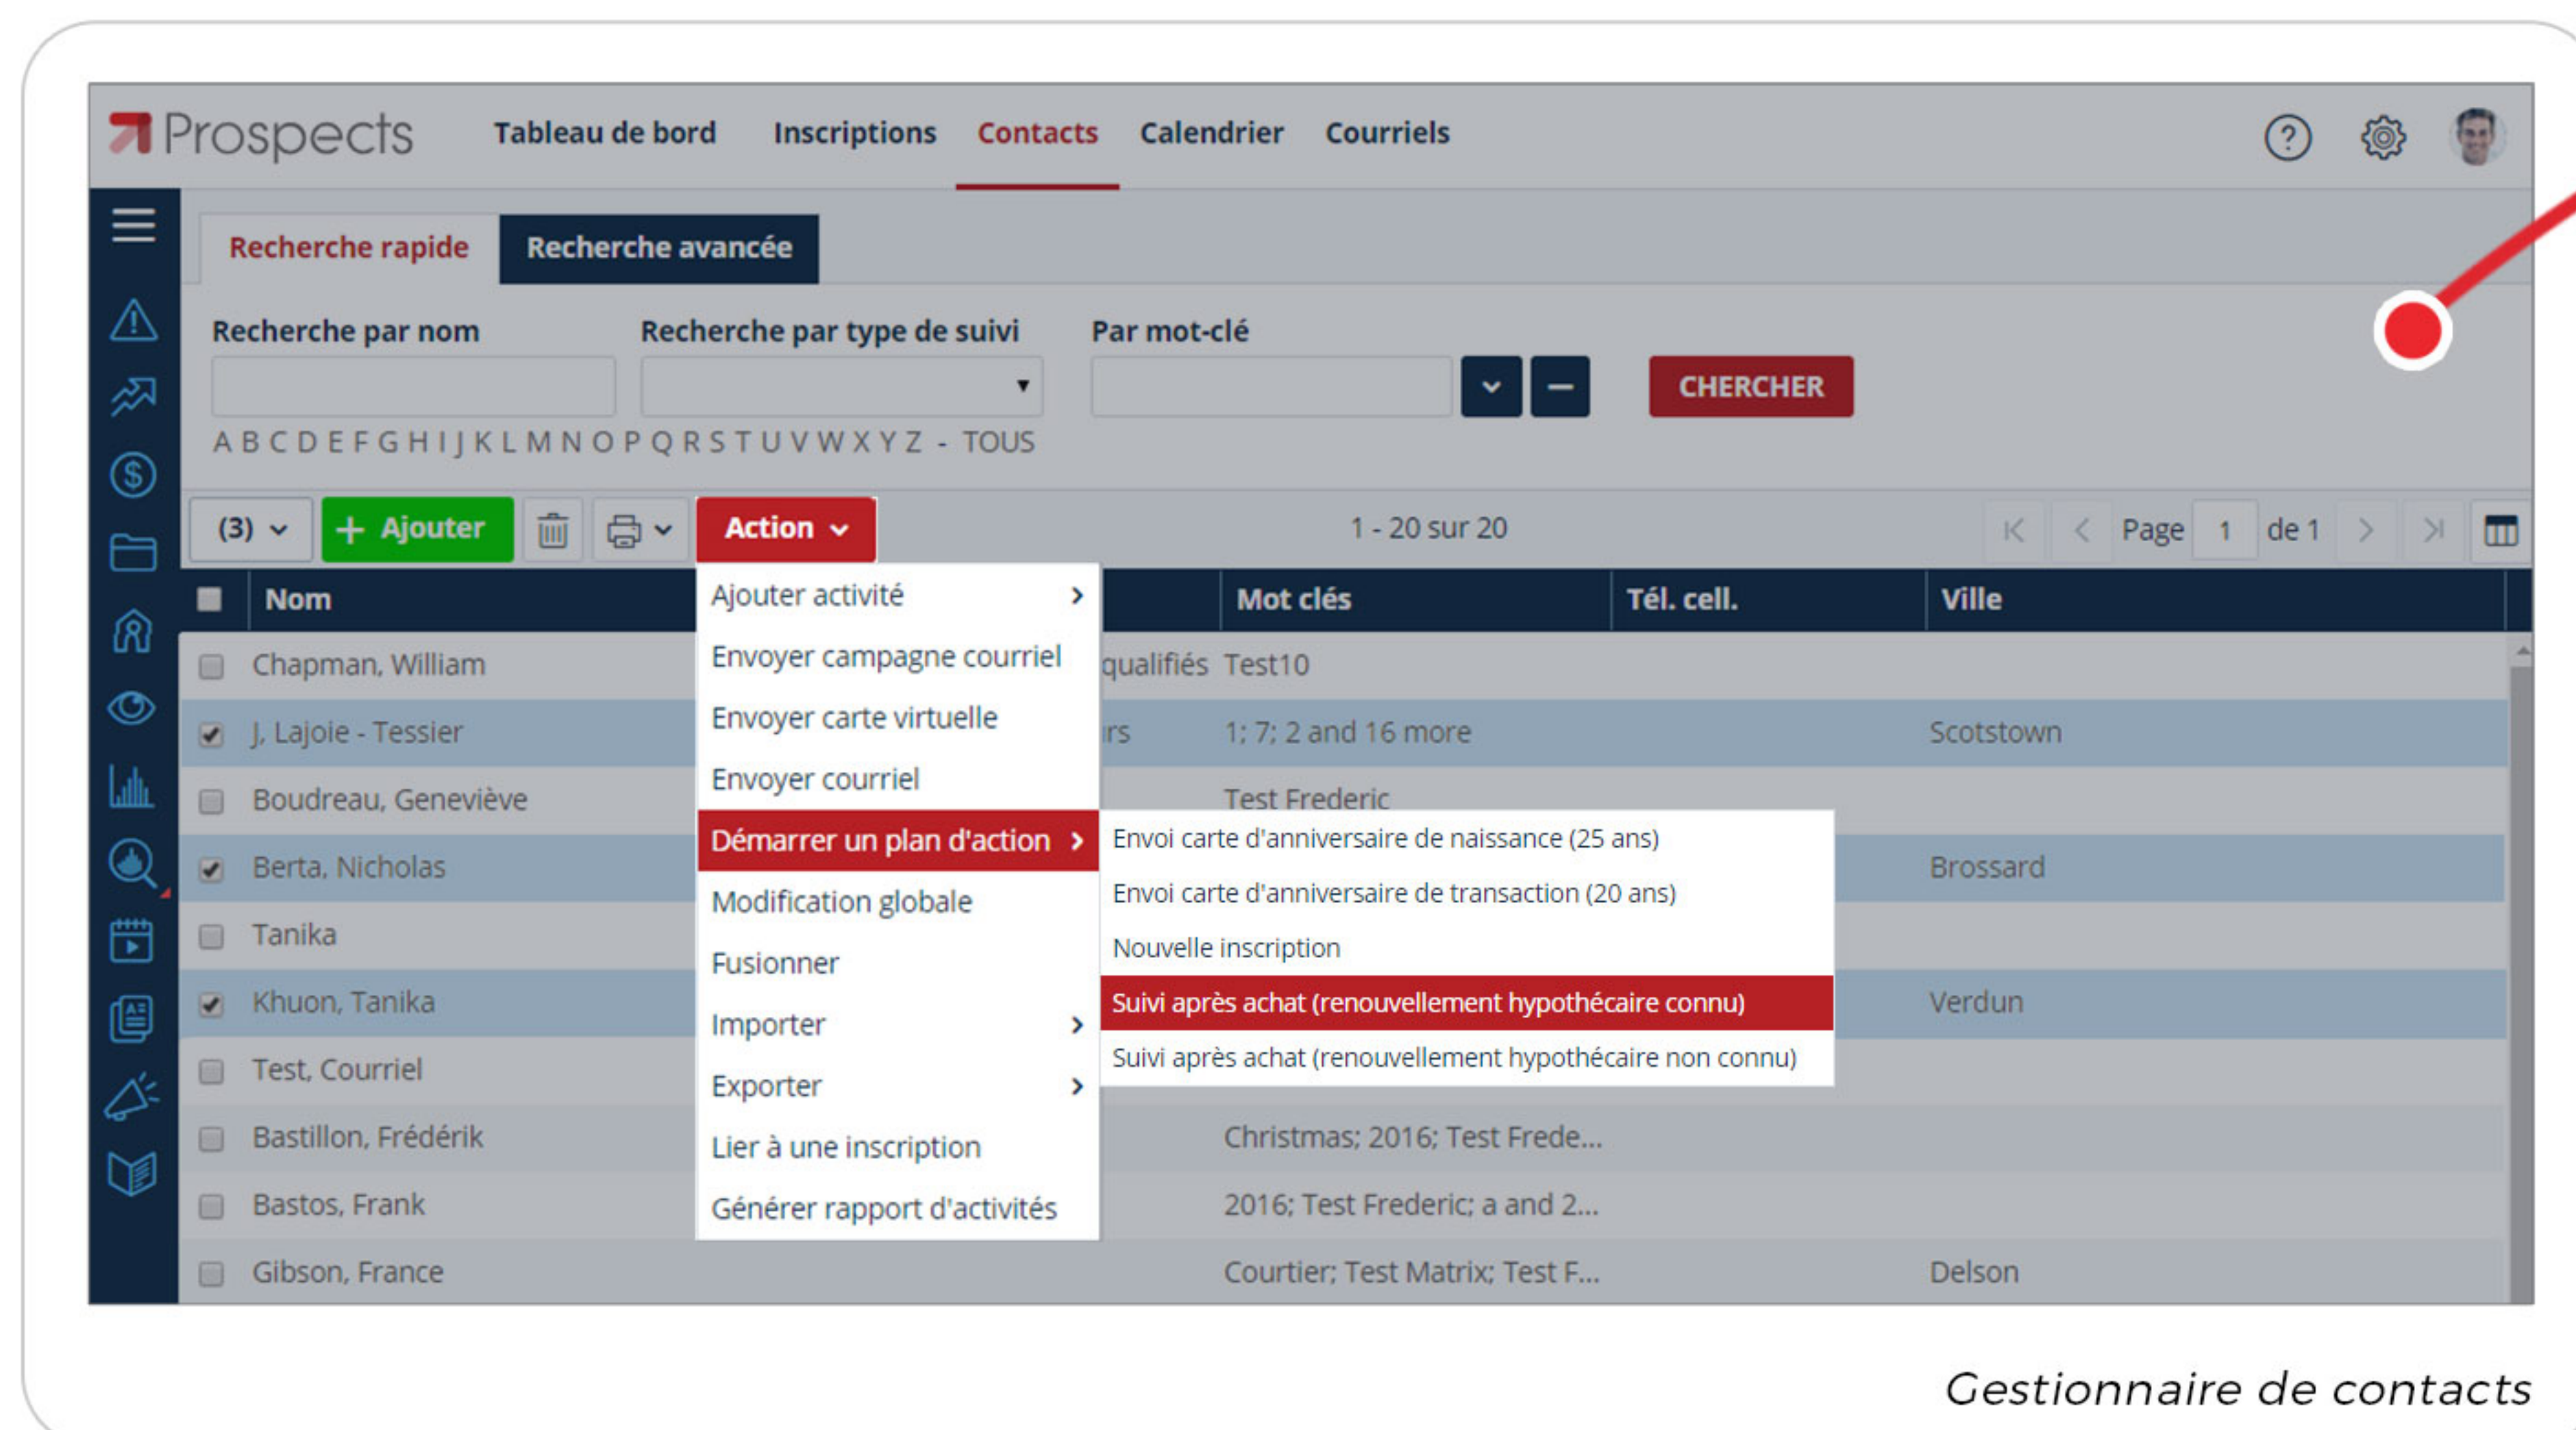 Prospects Tableau de bord Inscriptions Contacts Calendrier Courriels
Recherche rapide Recherche avancée
Recherche par nom Recherche par type de suivi Par mot-clé
CHERCHER
A B C D E F G H I J K L M N O P Q R S T U V W X Y Z - TOUS
(3) + Ajouter Action 1 - 20 sur 20 Page 1 de 1
Nom Mot clés Tél. cell. Ville
Ajouter activité
Envoyer campagne courriel
Envoyer carte virtuelle
Envoyer courriel
Démarrer un plan d'action
Modification globale
Fusionner
Importer
Exporter
Lier à une inscription
Générer rapport d'activités
Envoi carte d'anniversaire de naissance (25 ans)
Envoi carte d'anniversaire de transaction (20 ans)
Nouvelle inscription
Suivi après achat (renouvellement hypothécaire connu)
Suivi après achat (renouvellement hypothécaire non connu)
Chapman, William qualifiés Test10
J, Lajoie - Tessier rs 1; 7; 2 and 16 more Scotstown
Boudreau, Geneviève Test Frederic
Berta, Nicholas Brossard
Tanika
Khuon, Tanika Verdun
Test, Courriel
Bastillon, Frédérik Christmas; 2016; Test Frede...
Bastos, Frank 2016; Test Frederic; a and 2...
Gibson, France Courtier; Test Matrix; Test F... Delson
Gestionnaire de contacts